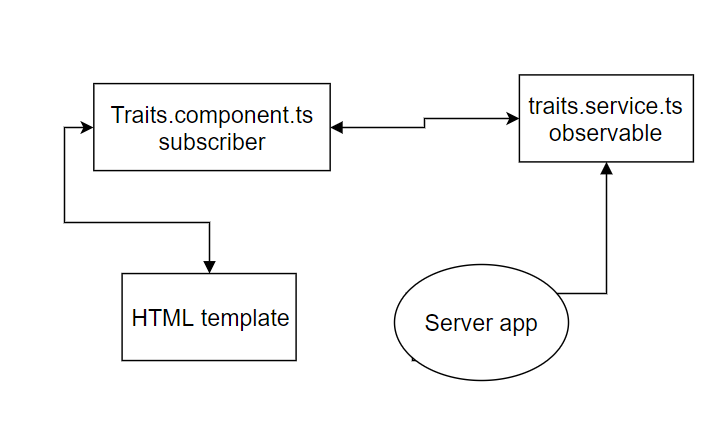 Traits.component.ts
subscriber
traits.service.ts
observable
HTML template
Server app